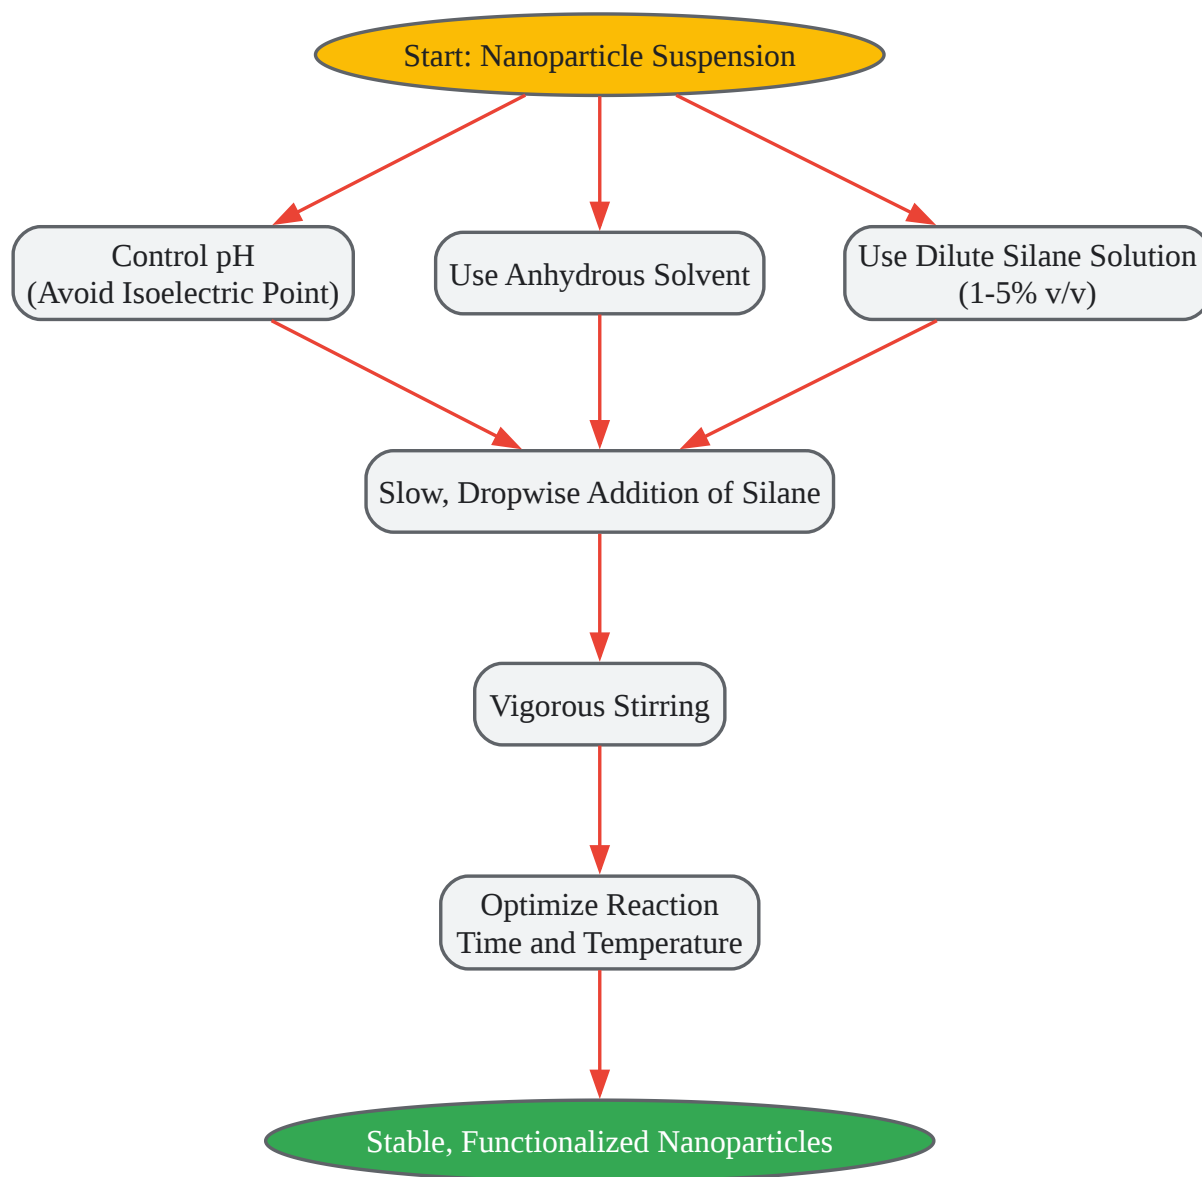 Start: Nanoparticle Suspension
Control pH
(Avoid Isoelectric Point)
Use Anhydrous Solvent
Use Dilute Silane Solution
(1-5% v/v)
Slow, Dropwise Addition of Silane
Vigorous Stirring
Optimize Reaction
Time and Temperature
Stable, Functionalized Nanoparticles